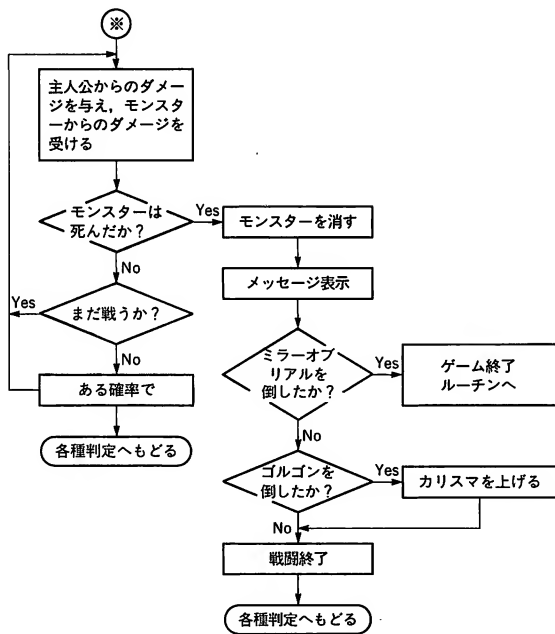 ※
主人公からのダメー
ジを与え，モンスタ
ーからのダメージを
受ける
モンスターは
死んだか？
Yes
モンスターを消す
No
メッセージ表示
Yes
まだ戦うか？
ミラーオブ
リアルを
倒したか？
Yes
ゲーム終了
ルーチンへ
No
ある確率で
No
各種判定へもどる
ゴルゴンを
倒したか？
Yes
カリスマを上げる
No
戦闘終了
各種判定へもどる